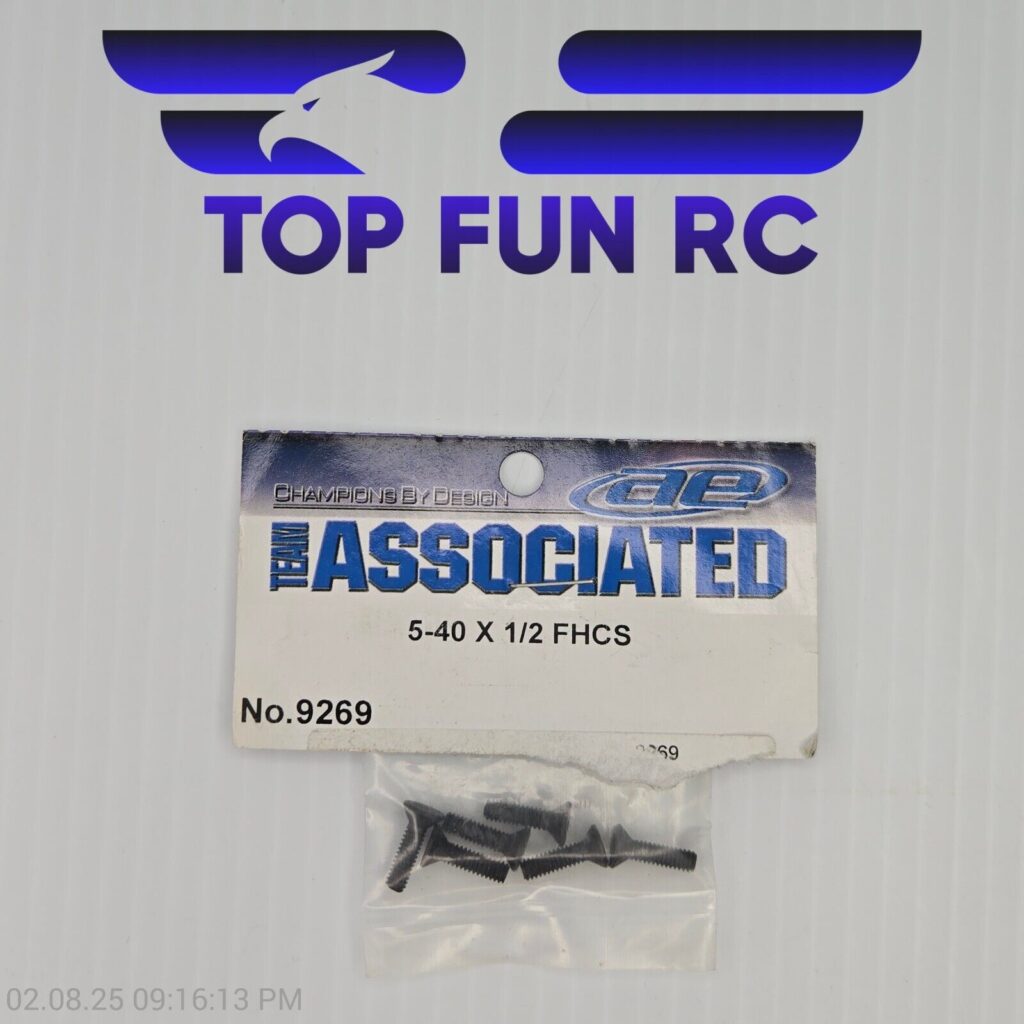 TOP FUN RC
CHAMPIONS BY DESIGN
ae
TEAM ASSOCIATED
5-40 X 1/2 FHCS
No.9269
269
02.08.25 09:16:13 PM